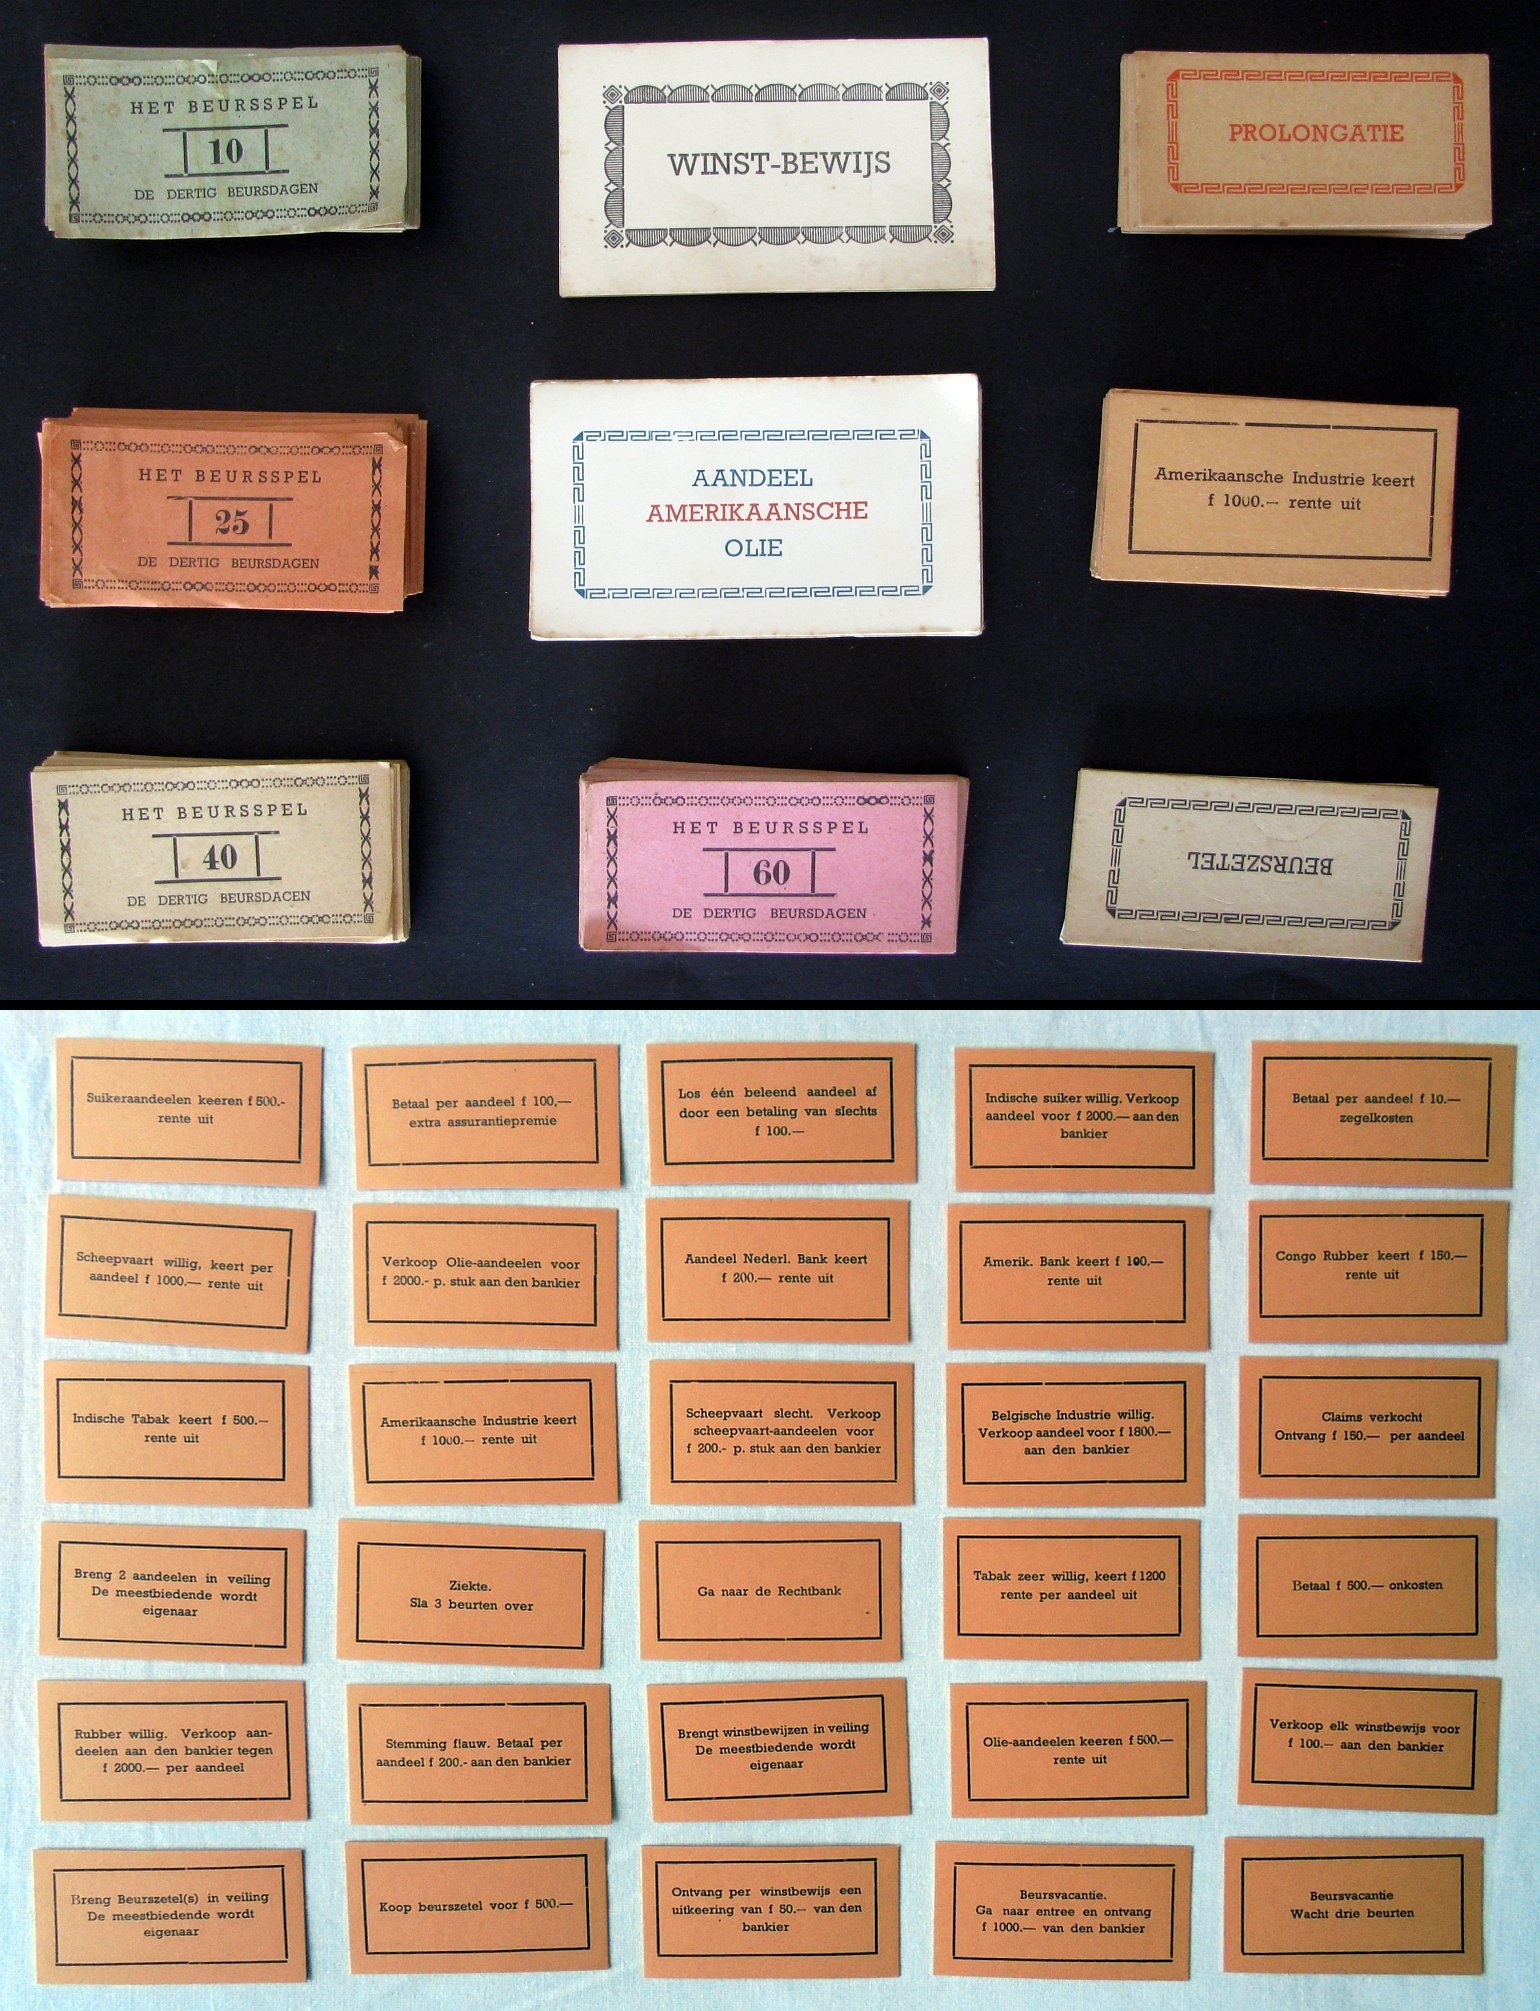 HET BEURSSPEL
10
DE DERTIG BEURSDAGEN
WINST-BEWIJS
PROLONGATIE
HET BEURSSPEL
25
DE DERTIG BEURSDAGEN
AANDEEL
AMERIKAANSCHE
OLIE
Amerikaansche Industrie keert
f 1000.— rente uit
HET BEURSSPEL
40
DE DERTIG BEURSDAGEN
HET BEURSSPEL
60
DE DERTIG BEURSDAGEN
BEURSZETEL
Suikeraandeelen keeren f 500.-
rente uit
Betaal per aandeel f 100,—
extra assurantiepremie
Los één beleend aandeel af
door een betaling van slechts
f 100.—
Indische suiker willig. Verkoop
aandeel voor f 2000.— aan den
bankier
Betaal per aandeel f 10.—
zegelkosten
Scheepvaart willig, keert per
aandeel f 1000.— rente uit
Verkoop Olie-aandeelen voor
f 2000.- p. stuk aan den bankier
Aandeel Nederl. Bank keert
f 200.— rente uit
Amerik. Bank keert f 100.—
rente uit
Congo Rubber keert f 150.—
rente uit
Indische Tabak keert f 500.—
rente uit
Amerikaansche Industrie keert
f 1000.— rente uit
Scheepvaart slecht. Verkoop
scheepvaart-aandeelen voor
f 200.- p. stuk aan den bankier
Belgische Industrie willig.
Verkoop aandeel voor f 1800.—
aan den bankier
Claims verkocht
Ontvang f 150.— per aandeel
Breng 2 aandeelen in veiling
De meestbiedende wordt
eigenaar
Ziekte.
Sla 3 beurten over
Ga naar de Rechtbank
Tabak zeer willig, keert f 1200
rente per aandeel uit
Betaal f 500.— onkosten
Rubber willig. Verkoop aan-
deelen aan den bankier tegen
f 2000.— per aandeel
Stemming flauw. Betaal per
aandeel f 200.- aan den bankier
Brengt winstbewijzen in veiling
De meestbiedende wordt
eigenaar
Olie-aandeelen keeren f 500.—
rente uit
Verkoop elk winstbewijs voor
f 100.— aan den bankier
Breng Beurszetel(s) in veiling
De meestbiedende wordt
eigenaar
Koop beurszetel voor f 500.—
Ontvang per winstbewijs een
uitkeering van f 50.— van den
bankier
Beursvacantie.
Ga naar entree en ontvang
f 1000.— van den bankier
Beursvacantie
Wacht drie beurten